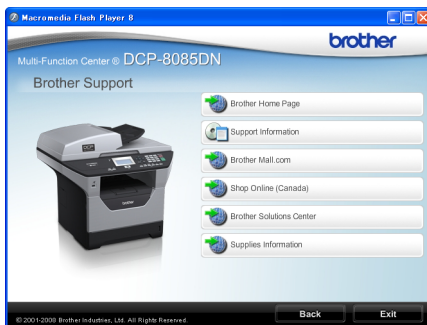 Macromedia Flash Player 8
brother
Multi-Function Center ® DCP-8085DN
Brother Support
Brother Home Page
Support Information
Brother Mall.com
Shop Online (Canada)
Brother Solutions Center
Supplies Information
© 2001-2008 Brother Industries, Ltd. All Rights Reserved.
Back
Exit